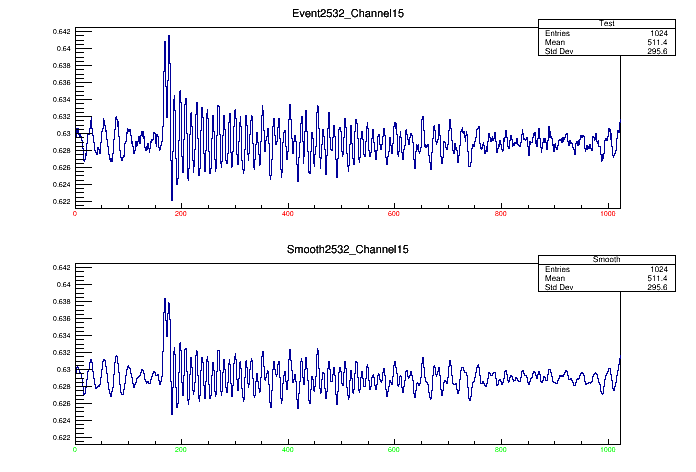 Event2532_Channel15
Test
Entries 1024
Mean 511.4
Std Dev 295.6
0.642
0.64
0.638
0.636
0.634
0.632
0.63
0.628
0.626
0.624
0.622
0 200 400 600 800 1000
Smooth2532_Channel15
Smooth
Entries 1024
Mean 511.4
Std Dev 295.6
0.642
0.64
0.638
0.636
0.634
0.632
0.63
0.628
0.626
0.624
0.622
0 200 400 600 800 1000